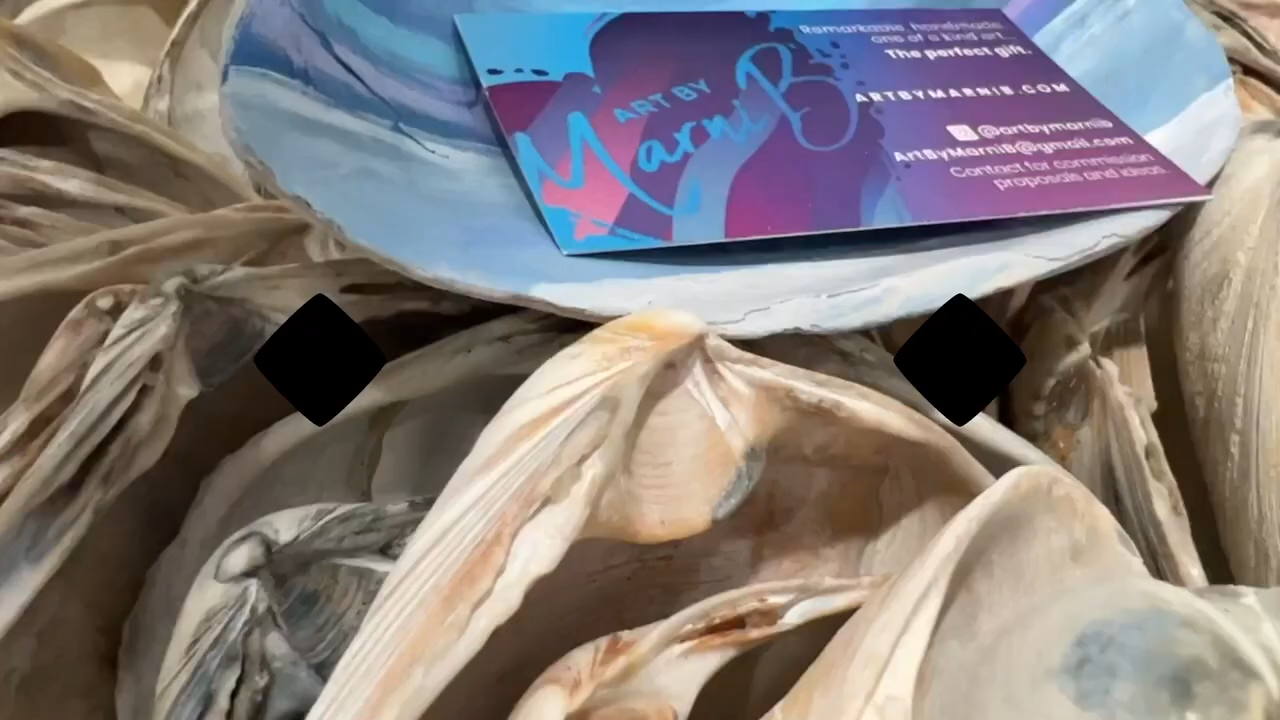 ART BY
MarniB
Remarkable, handmade
one of a kind art...
The perfect gift.
ARTBYMARNIB.COM
@artbymarnib
ArtByMarniB@gmail.com
Contact for commission
proposals and ideas.